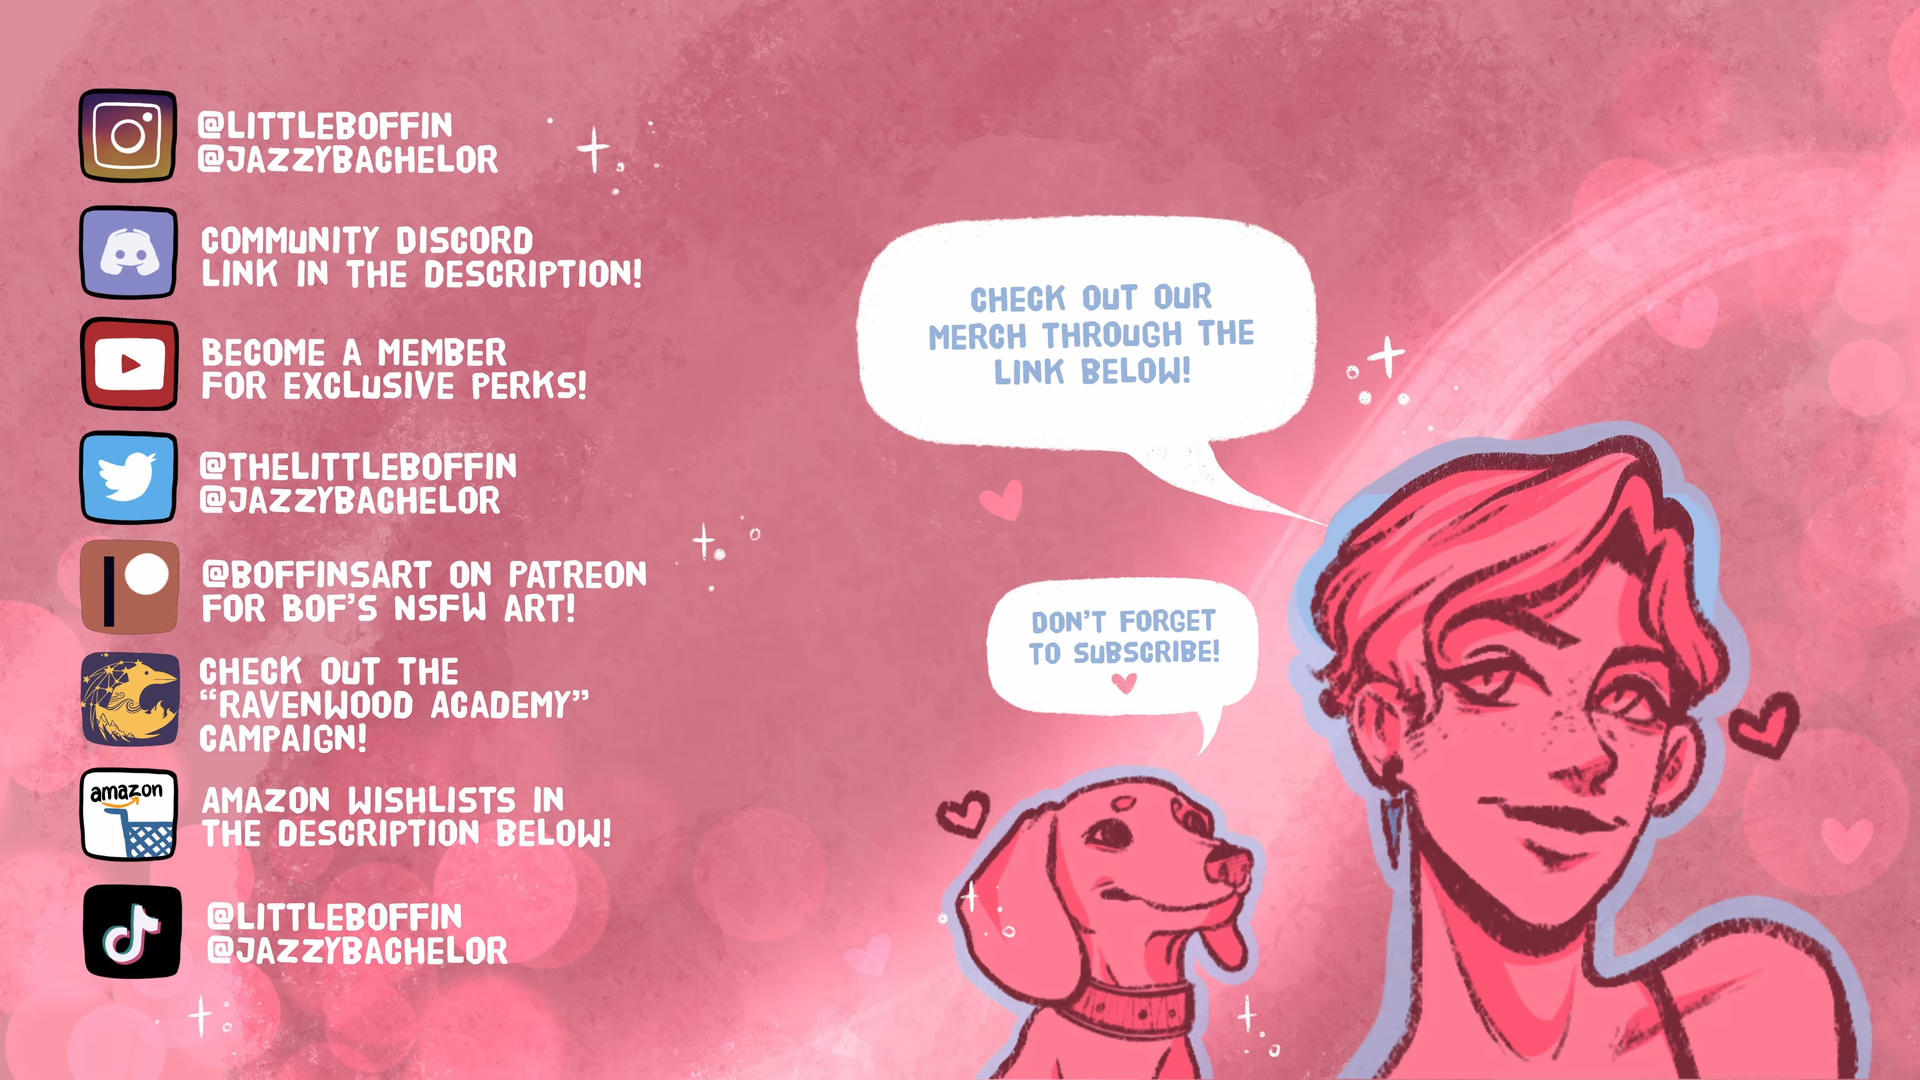 @LITTLEBOFFIN
@JAZZYBACHELOR
COMMUNITY DISCORD
LINK IN THE DESCRIPTION!
BECOME A MEMBER
FOR EXCLUSIVE PERKS!
@THELITTLEBOFFIN
@JAZZYBACHELOR
@BOFFINSART ON PATREON
FOR BOF'S NSFW ART!
CHECK OUT THE
“RAVENWOOD ACADEMY”
CAMPAIGN!
amazon
AMAZON WISHLISTS IN
THE DESCRIPTION BELOW!
@LITTLEBOFFIN
@JAZZYBACHELOR
CHECK OUT OUR
MERCH THROUGH THE
LINK BELOW!
DON'T FORGET
TO SUBSCRIBE!